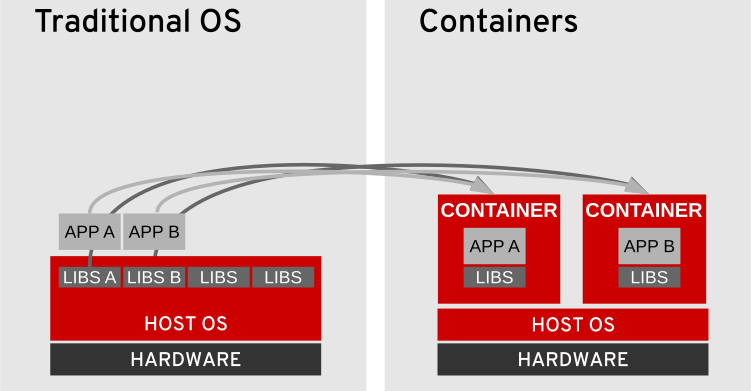 Traditional OS
APP A APP B
LIBS A LIBS B LIBS LIBS
HOST OS
HARDWARE
Containers
CONTAINER CONTAINER
APP A APP B
LIBS LIBS
HOST OS
HARDWARE